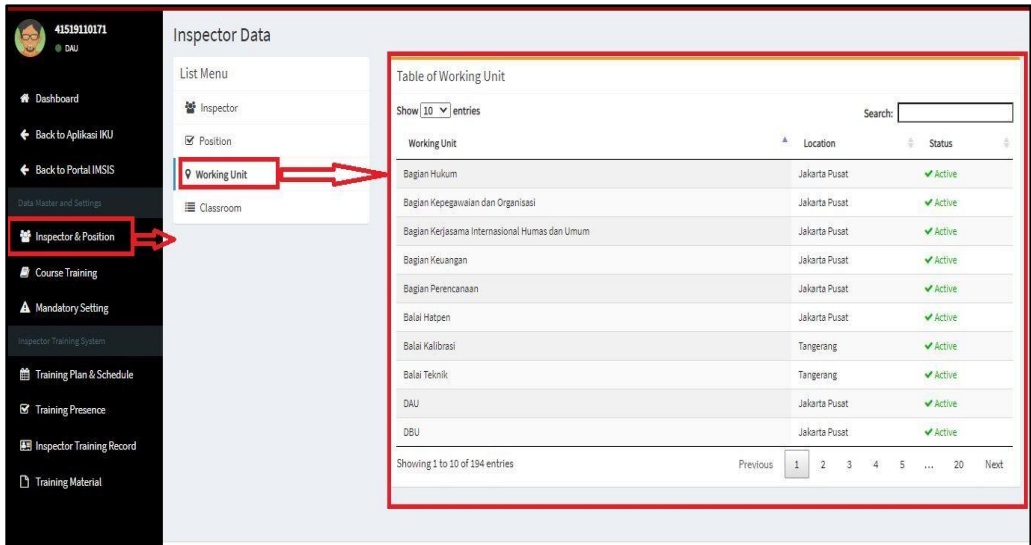 41519110171
DAU
Dashboard
Back to Aplikasi IKU
Back to Portal IMSIS
Data Master and Settings
Inspector & Position
Course Training
Mandatory Setting
Inspector Training System
Training Plan & Schedule
Training Presence
Inspector Training Record
Training Material
Inspector Data
List Menu
Inspector
Position
Working Unit
Classroom
Table of Working Unit
Show 10 entries
Search:
Working Unit Location Status
Bagian Hukum Jakarta Pusat Active
Bagian Kepegawaian dan Organisasi Jakarta Pusat Active
Bagian Kerjasama Internasional Humas dan Umum Jakarta Pusat Active
Bagian Keuangan Jakarta Pusat Active
Bagian Perencanaan Jakarta Pusat Active
Balai Hatpen Jakarta Pusat Active
Balai Kalibrasi Tangerang Active
Balai Teknik Tangerang Active
DAU Jakarta Pusat Active
DBU Jakarta Pusat Active
Showing 1 to 10 of 194 entries Previous 1 2 3 4 5 ... 20 Next